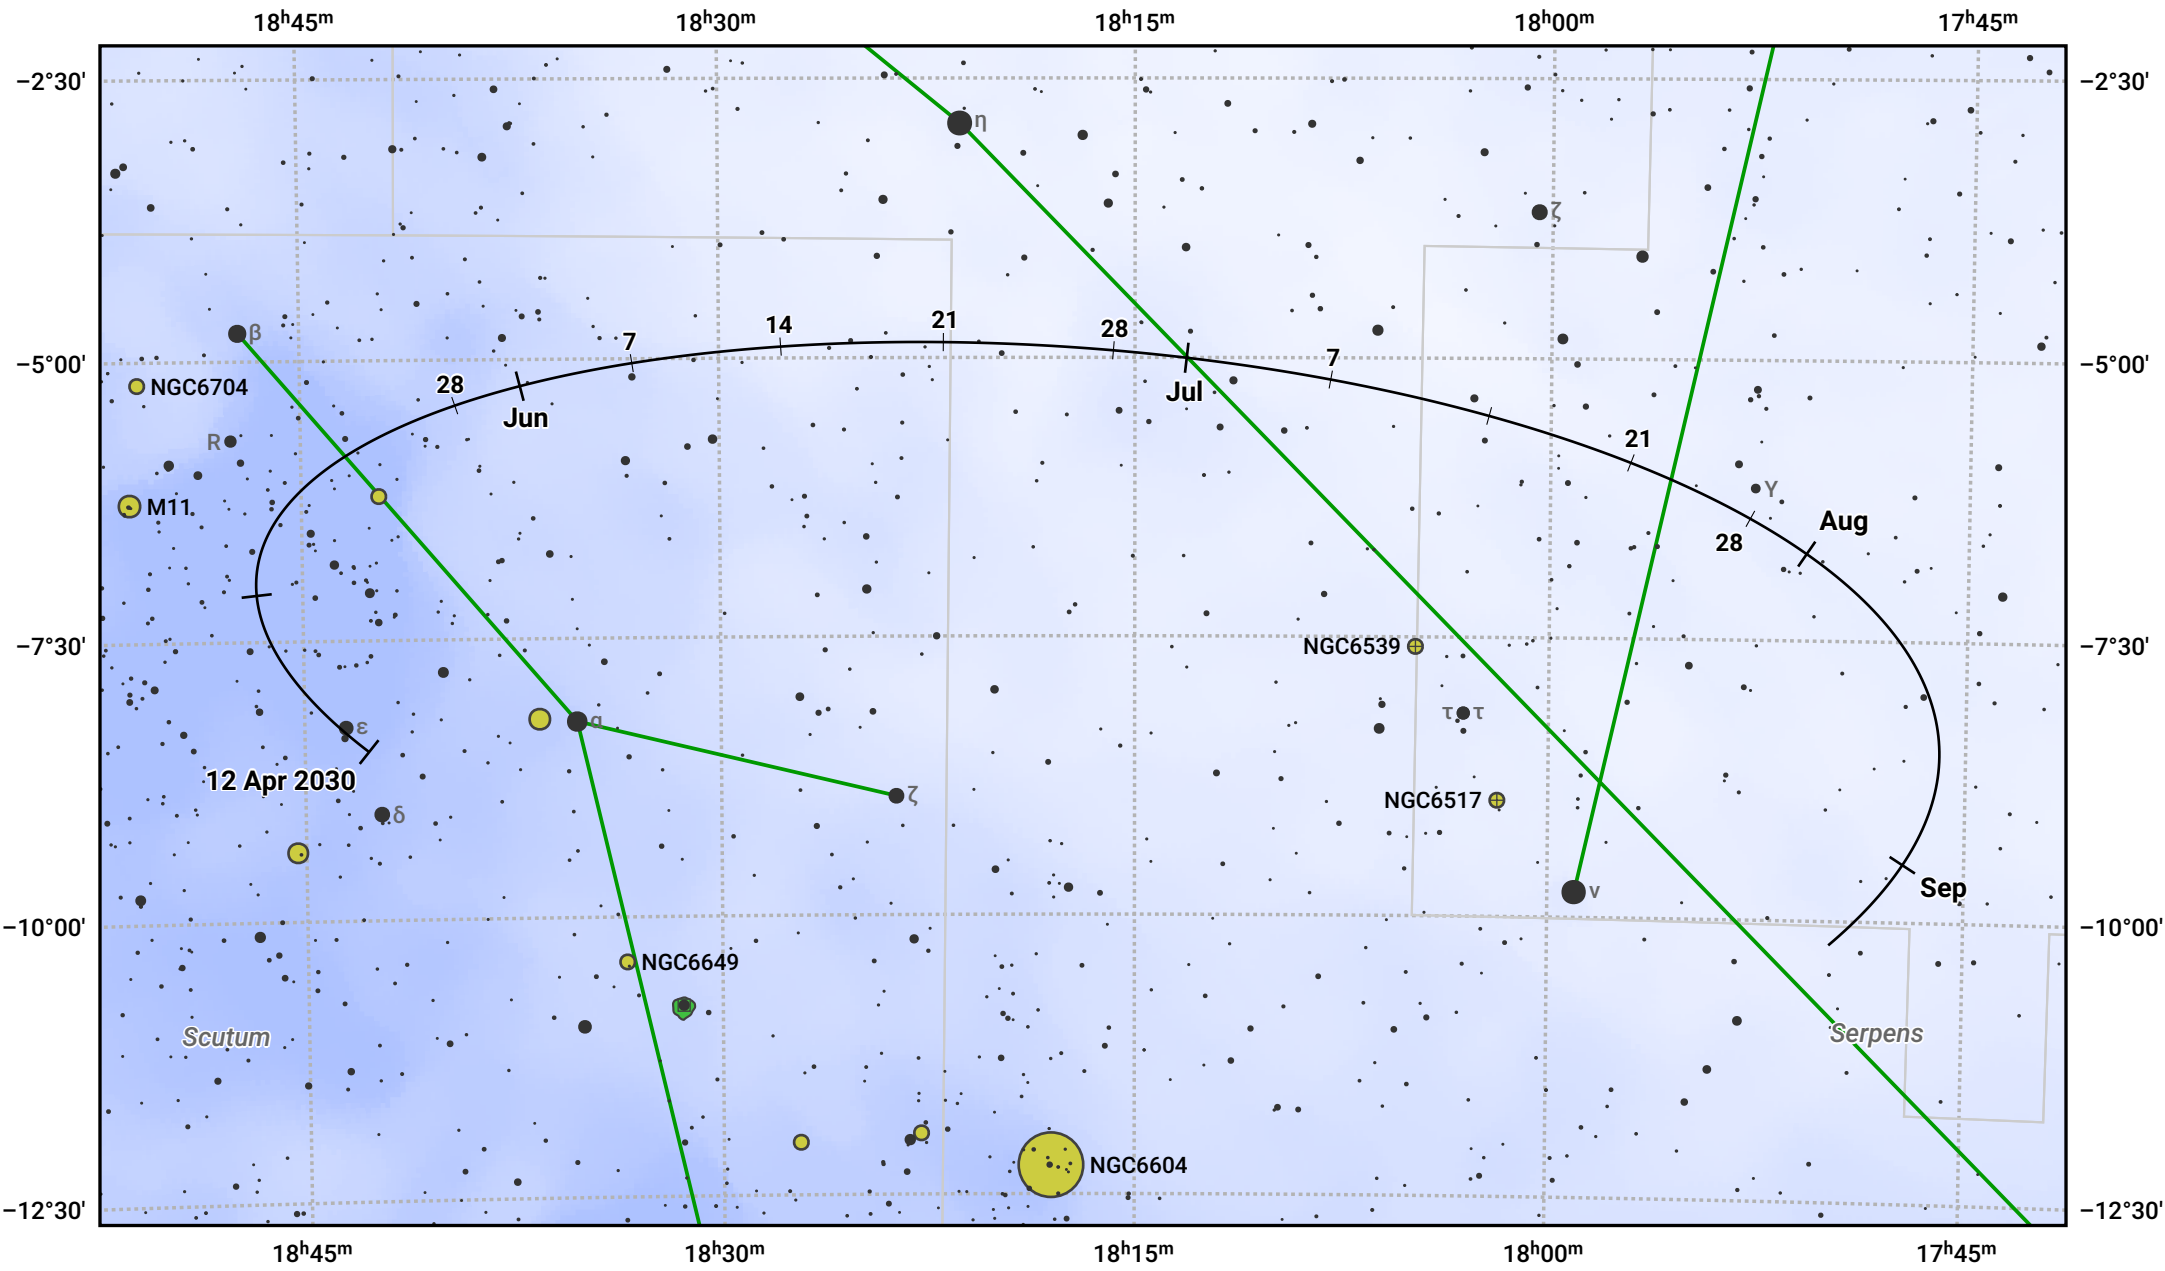 18h45m 18h30m 18h15m 18h00m 17h45m
−2°30' −2°30'
η
ζ
β
−5°00' −5°00'
7 14 21 28 7
28
Jun Jul
NGC6704
R
21
M11
γ
Aug
28
−7°30' −7°30'
NGC6539
ε
α
τ τ
12 Apr 2030
ζ
NGC6517
δ
ν
Sep
−10°00' −10°00'
NGC6649
Scutum
Serpens
NGC6604
−12°30' −12°30'
18h45m 18h30m 18h15m 18h00m 17h45m